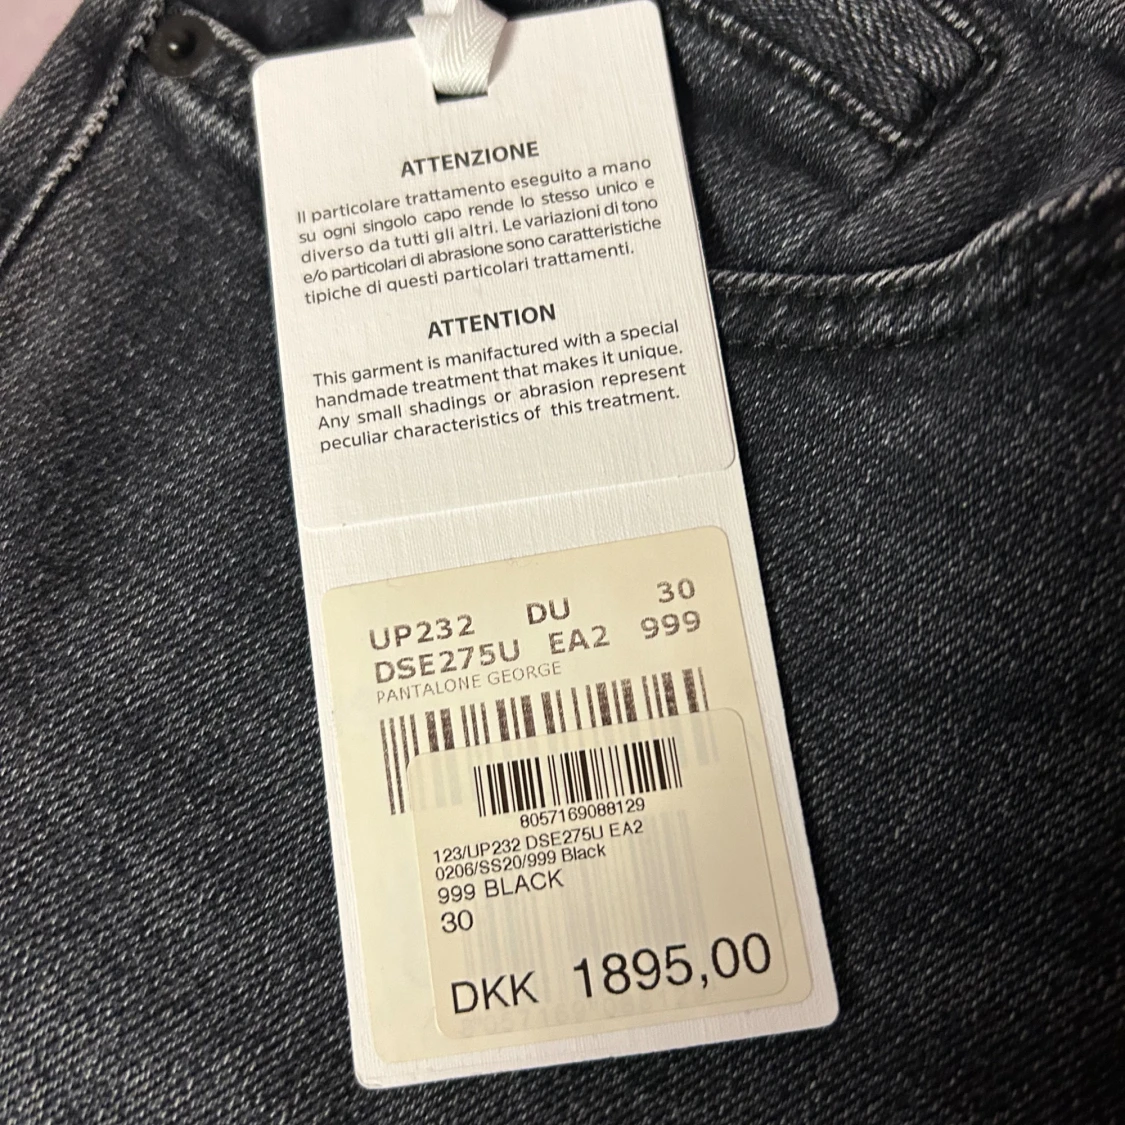 ATTENZIONE
Il particolare trattamento eseguito a mano
su ogni singolo capo rende lo stesso unico e
diverso da tutti gli altri. Le variazioni di tono
e/o particolari di abrasione sono caratteristiche
tipiche di questi particolari trattamenti.
ATTENTION
This garment is manifactured with a special
handmade treatment that makes it unique.
Any small shadings or abrasion represent
peculiar characteristics of this treatment.
UP232 DU 30
DSE275U EA2 999
PANTALONE GEORGE
8057169088129
123/UP232 DSE275U EA2
0206/SS20/999 Black
999 BLACK
30
DKK 1895,00